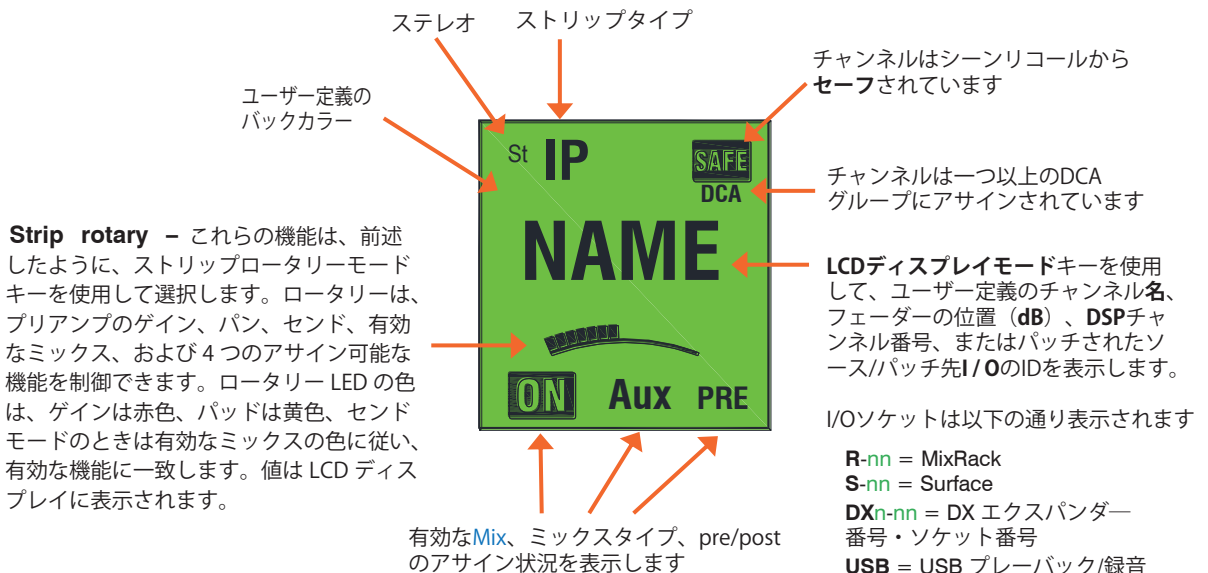 ステレオ
ストリップタイプ
チャンネルはシーンリコールから
セーフされています
ユーザー定義の
バックカラー
St IP
SAFE
DCA
チャンネルは一つ以上のDCA
グループにアサインされています
NAME
Strip rotary – これらの機能は、前述
したように、ストリップロータリーモード
キーを使用して選択します。ロータリーは、
プリアンプのゲイン、パン、センド、有効
なミックス、および 4 つのアサイン可能な
機能を制御できます。ロータリー LED の色
は、ゲインは赤色、パッドは黄色、センド
モードのときは有効なミックスの色に従い、
有効な機能に一致します。値は LCD ディス
プレイに表示されます。
LCDディスプレイモードキーを使用
して、ユーザー定義のチャンネル名、
フェーダーの位置（dB）、DSPチャ
ンネル番号、またはパッチされたソ
ース/パッチ先I / OのIDを表示します。
ON Aux PRE
I/Oソケットは以下の通り表示されます
R-nn = MixRack
S-nn = Surface
DXn-nn = DX エクスパンダ―
番号・ソケット番号
USB = USB プレーバック/録音
有効なMix、ミックスタイプ、pre/post
のアサイン状況を表示します